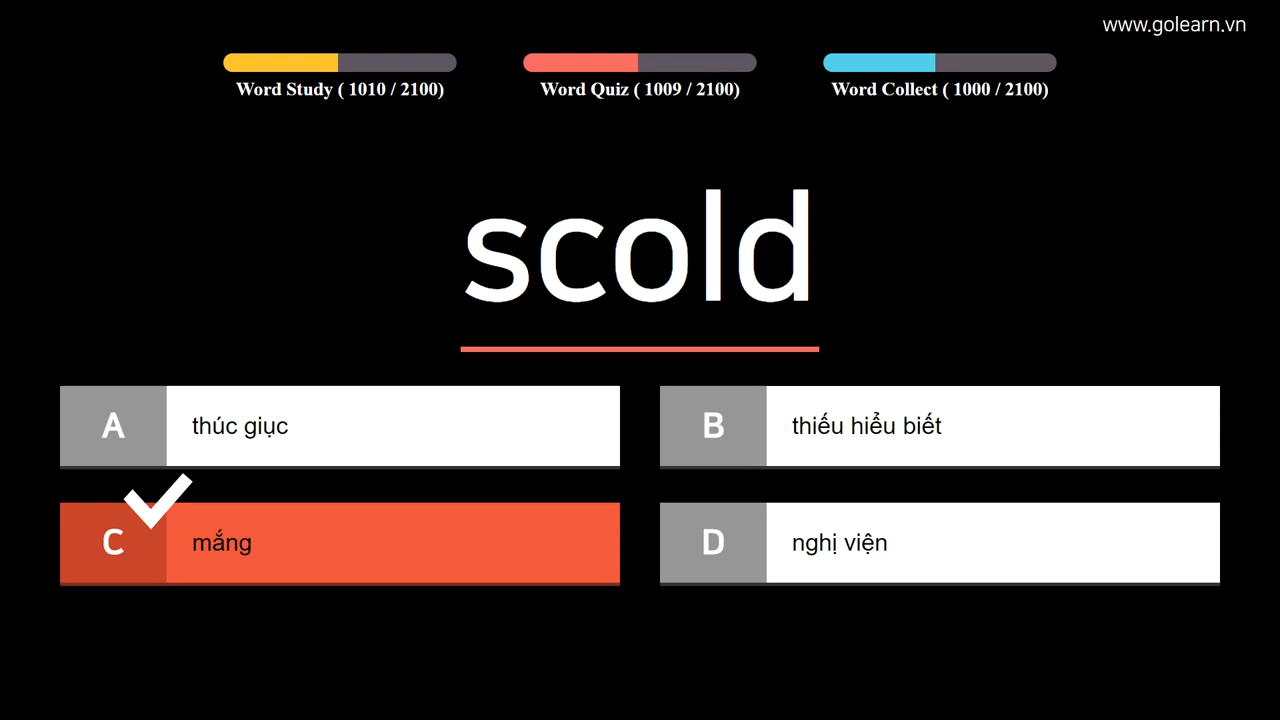 www.golearn.vn
Word Study ( 1010 / 2100)
Word Quiz ( 1009 / 2100)
Word Collect ( 1000 / 2100)
scold
A thúc giục
B thiếu hiểu biết
C mắng
D nghị viện